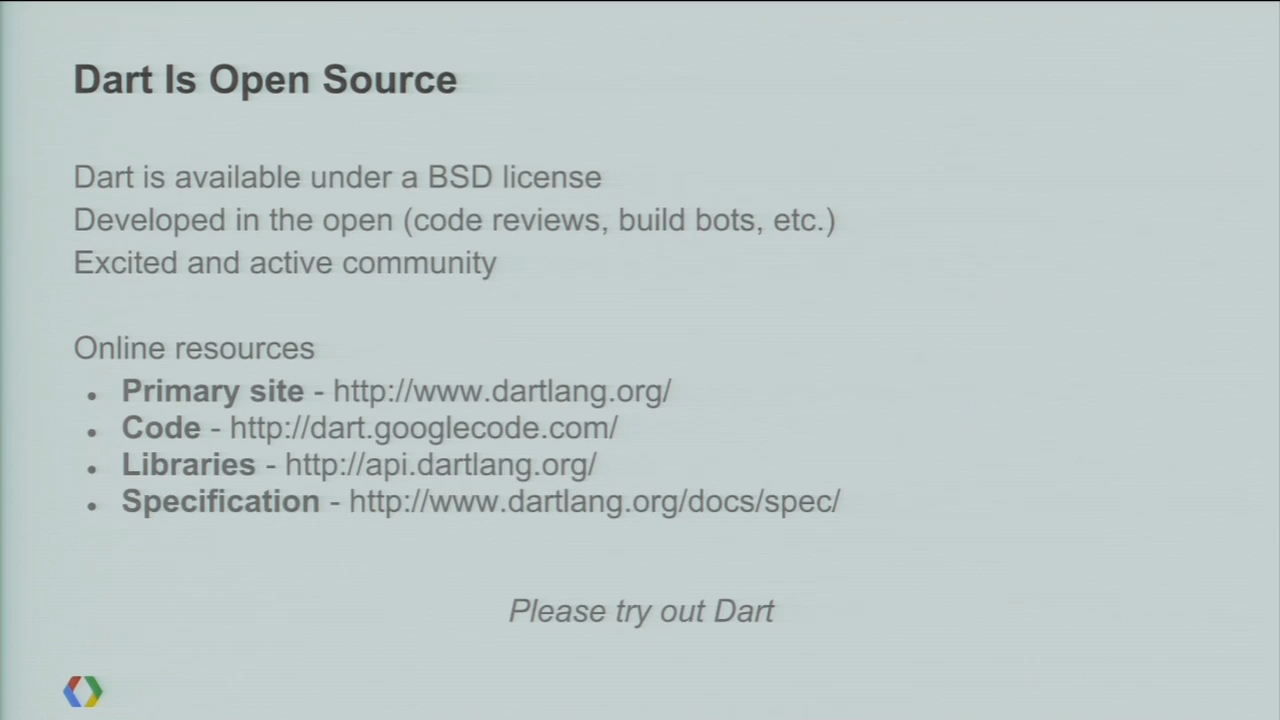 Dart Is Open Source
Dart is available under a BSD license
Developed in the open (code reviews, build bots, etc.)
Excited and active community
Online resources
• Primary site - http://www.dartlang.org/
• Code - http://dart.googlecode.com/
• Libraries - http://api.dartlang.org/
• Specification - http://www.dartlang.org/docs/spec/
Please try out Dart